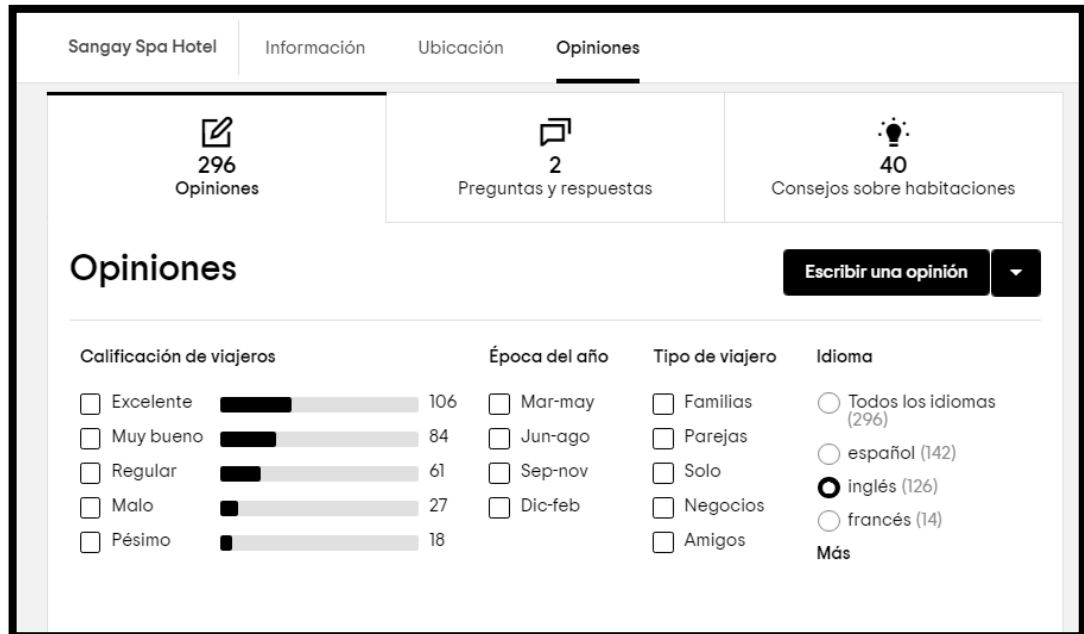 Sangay Spa Hotel
Información
Ubicación
Opiniones
296
Opiniones
2
Preguntas y respuestas
40
Consejos sobre habitaciones
Opiniones
Escribir una opinión
Calificación de viajeros
Excelente 106
Muy bueno 84
Regular 61
Malo 27
Pésimo 18
Época del año
Mar-may
Jun-ago
Sep-nov
Dic-feb
Tipo de viajero
Familias
Parejas
Solo
Negocios
Amigos
Idioma
Todos los idiomas
(296)
español (142)
inglés (126)
francés (14)
Más